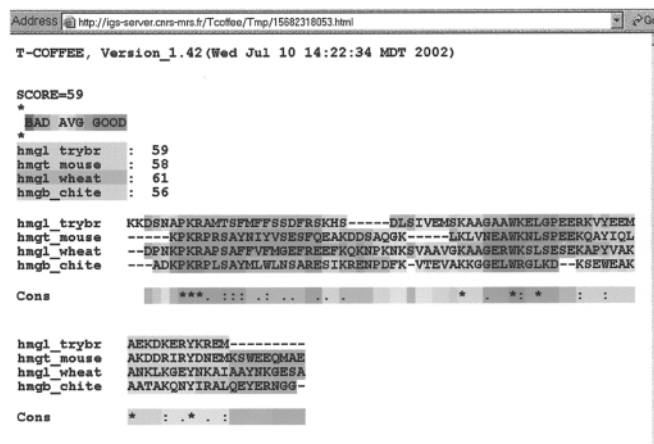 Address http://igs-server.cnrs-mrs.fr/Tcoffee/Tmp/15682318053.html
T-COFFEE, Version_1.42(Wed Jul 10 14:22:34 MDT 2002)
SCORE=59
*
BAD AVG GOOD
*
hmgl_trybr : 59
hmgt_mouse : 58
hmgl_wheat : 61
hmgb_chite : 56
hmgl_trybr KKDSNAPKRAMTSFMFFSSDFRSKHS-----DLSIVEMSKAAGAAWKELGPEERKVYEEM
hmgt_mouse -----KPKRPRSAYNIYVSESFQEAKDDSAQGK-----LKLVNEAWKNLSPEEKQAYIQL
hmgl_wheat --DPNKPKRAPSAFFVFMGEFREEFKQKNPKNKSVAAVGKAAGERWKSLSESEKAPYVAK
hmgb_chite ---ADKPKRPLSAYMLWLNSARESIKRENPDFK-VTEVAKKGGELWRGLKD--KSEWEAK
Cons ***. ::: .: .. . . * . *: * : :
hmgl_trybr AEKDKERYKREM---------
hmgt_mouse AKDDRIRYDNEMKSWEEQMAE
hmgl_wheat ANKLKGEYNKAIAAYNKGESA
hmgb_chite AATAKQNYIRALQEYERNGG-
Cons * : .* . :